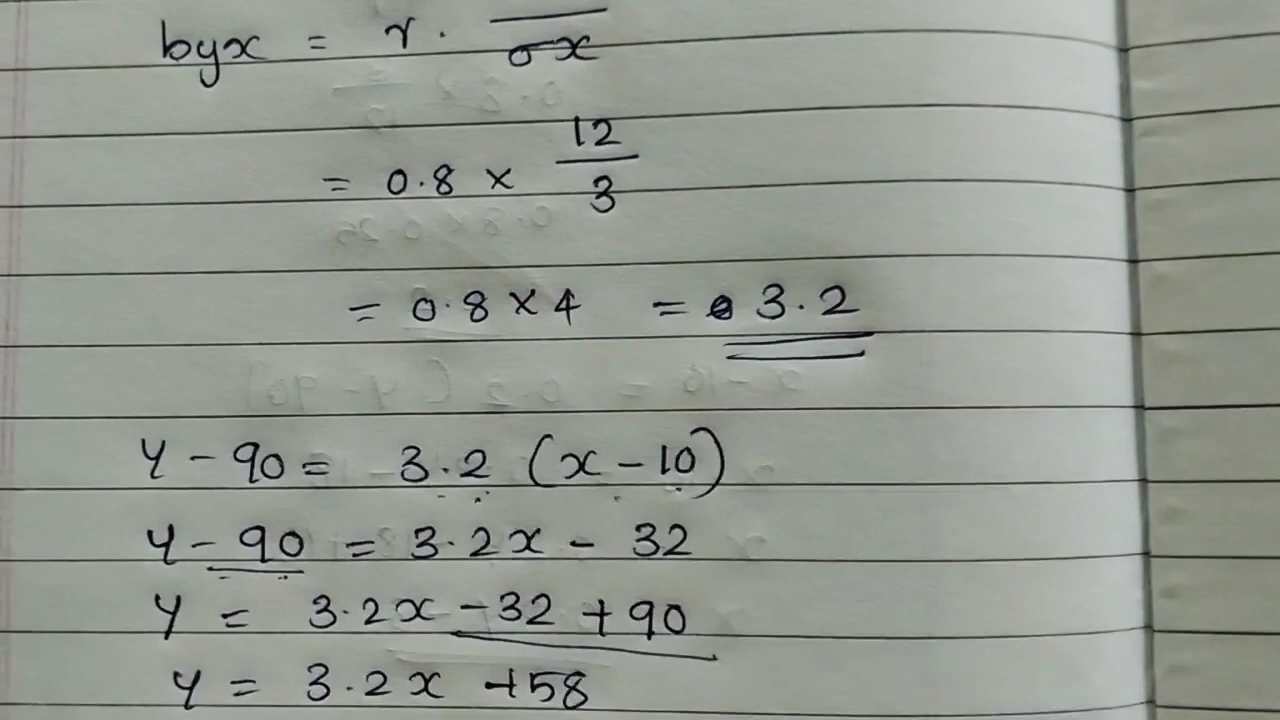 byx = r. ___/σx
= 0.8 × 12/3
= 0.8 × 4 = 3.2
y - 90 = 3.2 (x - 10)
y - 90 = 3.2x - 32
y = 3.2x - 32 + 90
y = 3.2x + 58